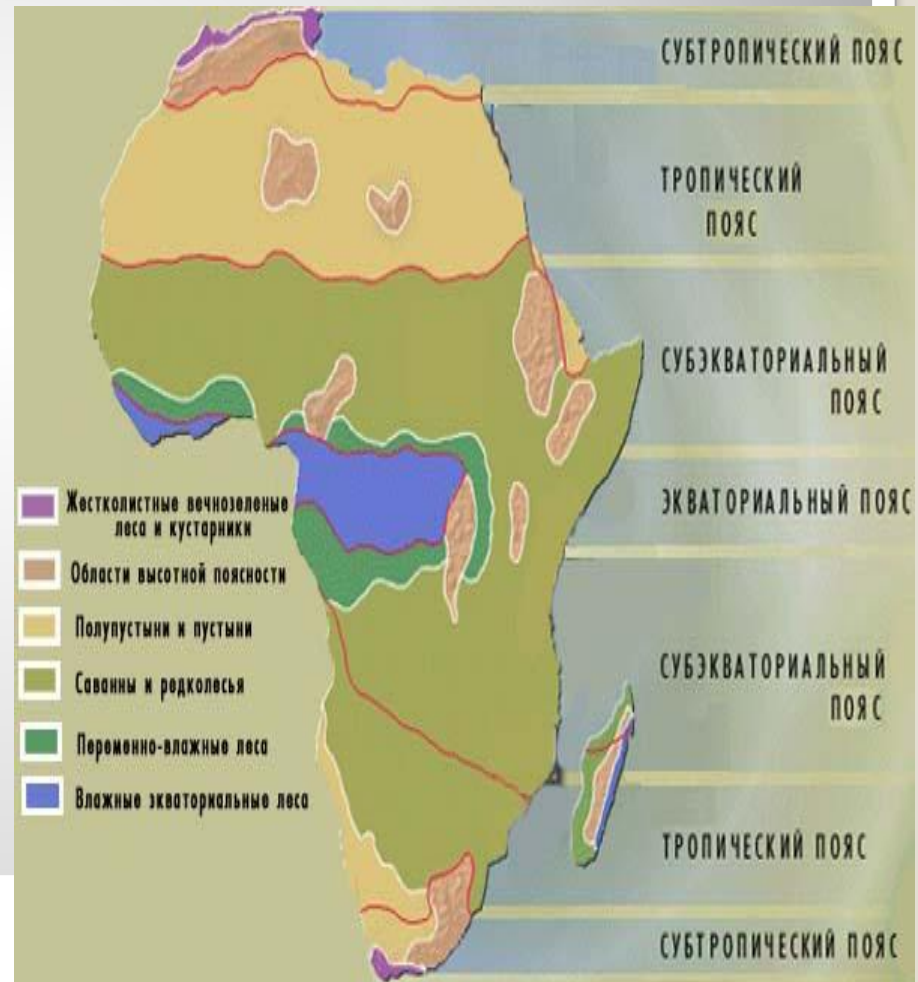 СУБТРОПИЧЕСКИЙ ПОЯС
ТРОПИЧЕСКИЙ
ПОЯС
СУБЭКВАТОРИАЛЬНЫЙ
ПОЯС
ЭКВАТОРИАЛЬНЫЙ ПОЯС
СУБЭКВАТОРИАЛЬНЫЙ
ПОЯС
ТРОПИЧЕСКИЙ ПОЯС
СУБТРОПИЧЕСКИЙ ПОЯС
Жестколистные вечнозеленые
леса и кустарники
Области высотной поясности
Полупустыни и пустыни
Саванны и редколесья
Переменно-влажные леса
Влажные экваториальные леса